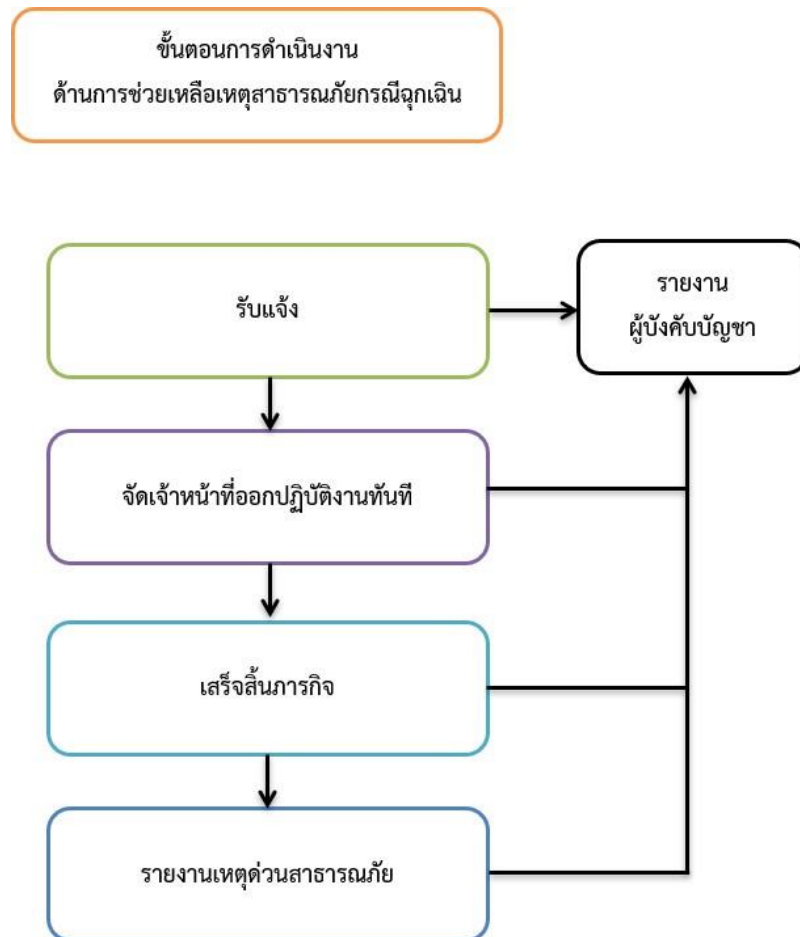 ขั้นตอนการดำเนินงาน
ด้านการช่วยเหลือเหตุสาธารณภัยกรณีฉุกเฉิน
รับแจ้ง
รายงาน
ผู้บังคับบัญชา
จัดเจ้าหน้าที่ออกปฏิบัติงานทันที
เสร็จสิ้นภารกิจ
รายงานเหตุด่วนสาธารณภัย